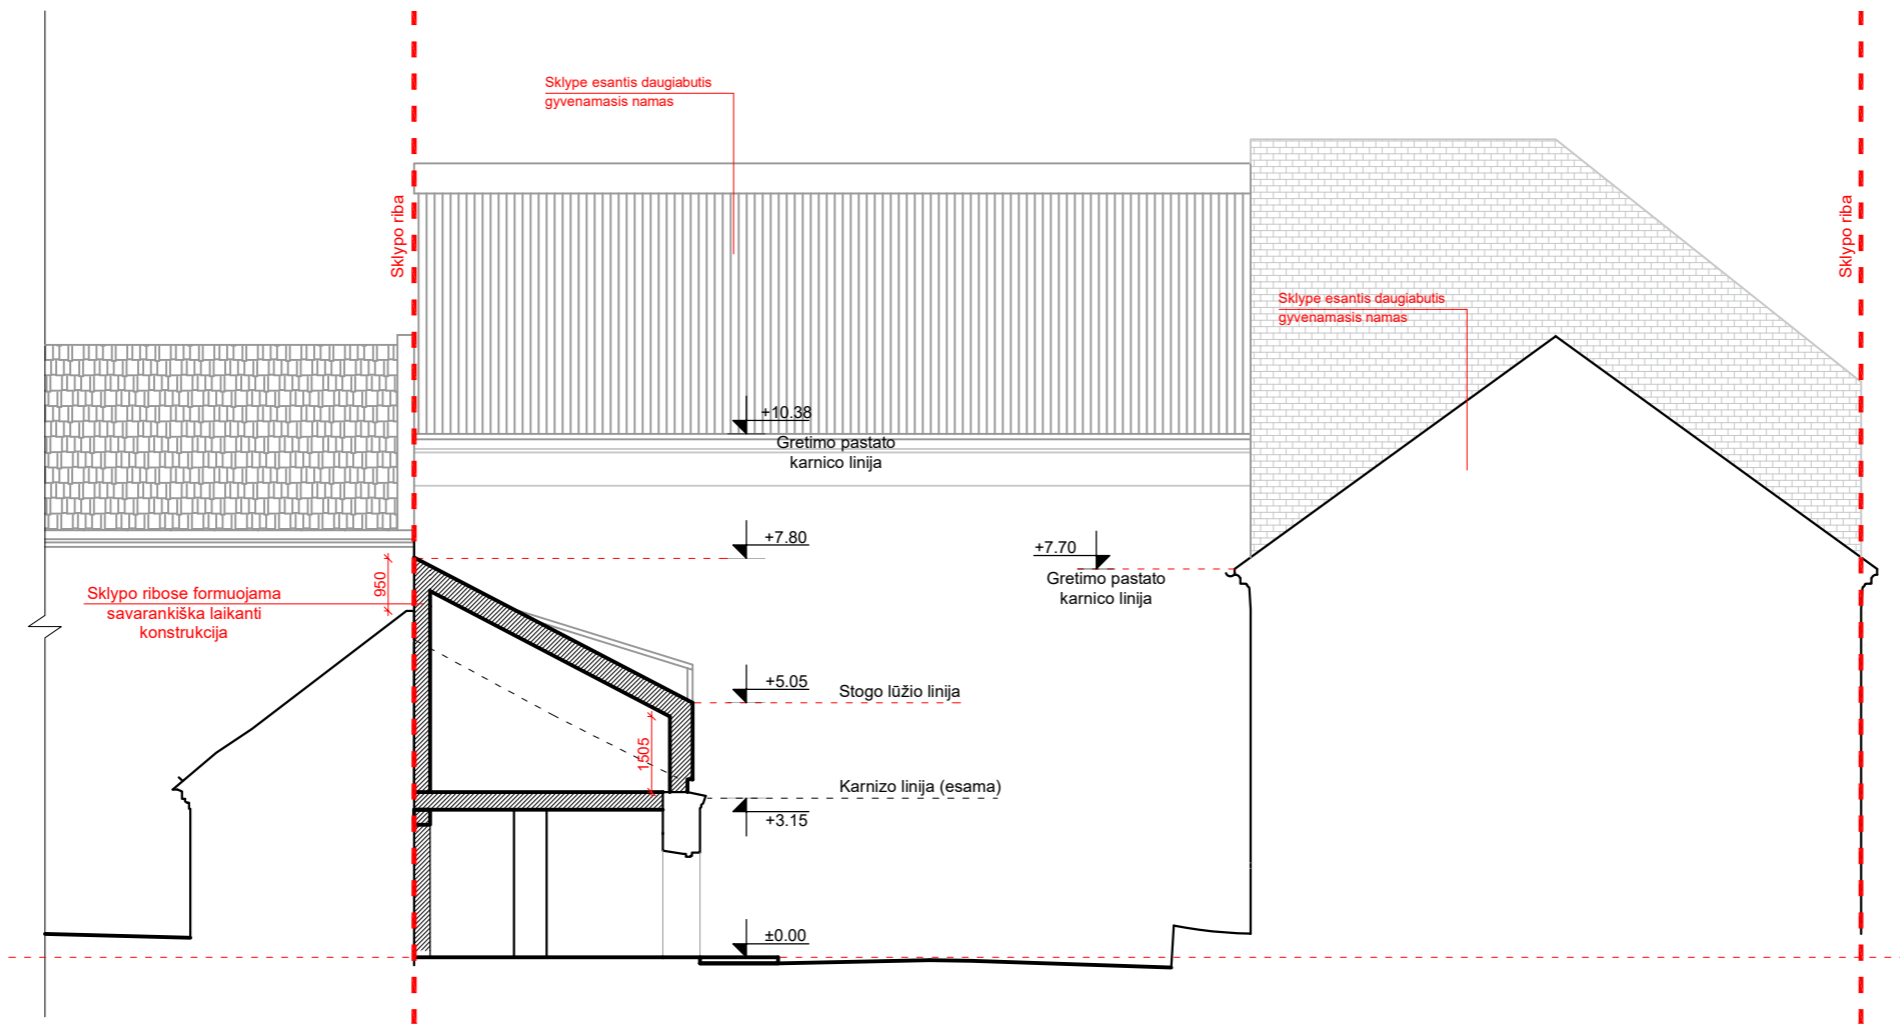 Sklype esantis daugiabutis
gyvenamasis namas
Sklypo riba
Sklypo riba
Sklype esantis daugiabutis
gyvenamasis namas
+10.38
Gretimo pastato
karnico linija
+7.80
+7.70
Gretimo pastato
karnico linija
950
Sklypo ribose formuojama
savarankiška laikanti
konstrukcija
+5.05
Stogo lūžio linija
1505
Karnizo linija (esama)
+3.15
±0.00